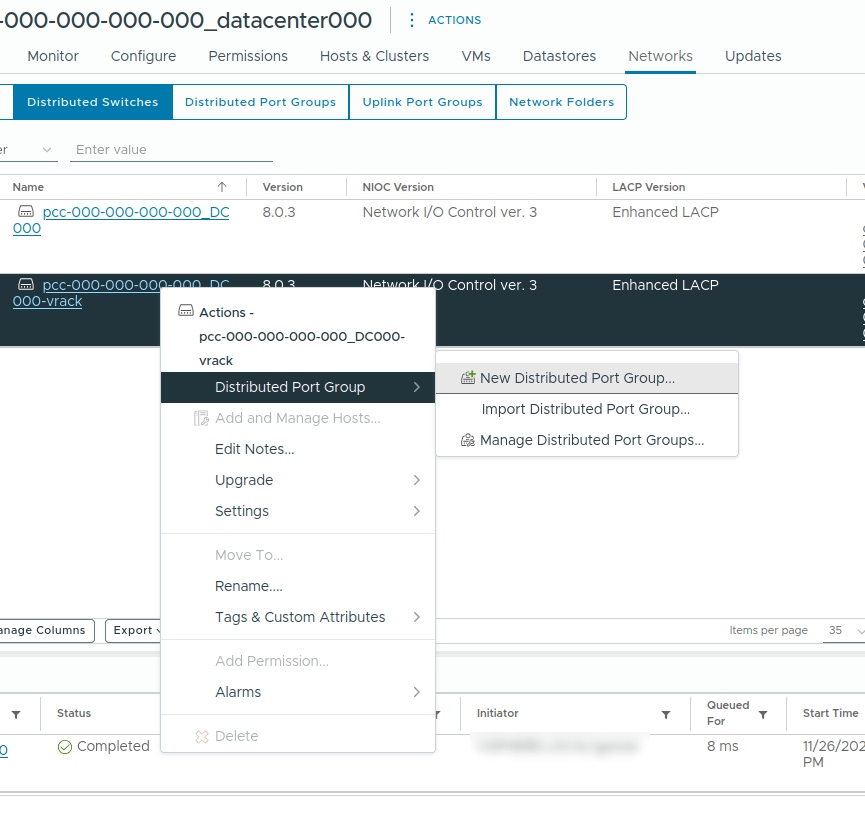 -000-000-000-000_datacenter000
ACTIONS
Monitor Configure Permissions Hosts & Clusters VMs Datastores Networks Updates
Distributed Switches Distributed Port Groups Uplink Port Groups Network Folders
er Enter value
Name Version NIOC Version LACP Version
pcc-000-000-000-000_DC 8.0.3 Network I/O Control ver. 3 Enhanced LACP
000
pcc-000-000-000-000_DC 8.0.3 Network I/O Control ver. 3 Enhanced LACP
000-vrack
Actions -
pcc-000-000-000-000_DC000-
vrack
Distributed Port Group
New Distributed Port Group...
Import Distributed Port Group...
Manage Distributed Port Groups...
Add and Manage Hosts...
Edit Notes...
Upgrade
Settings
Move To...
Rename....
Tags & Custom Attributes
Add Permission...
Alarms
Delete
anage Columns Export Items per page 35
Status Initiator Queued For Start Time
0 Completed 8 ms 11/26/202
PM